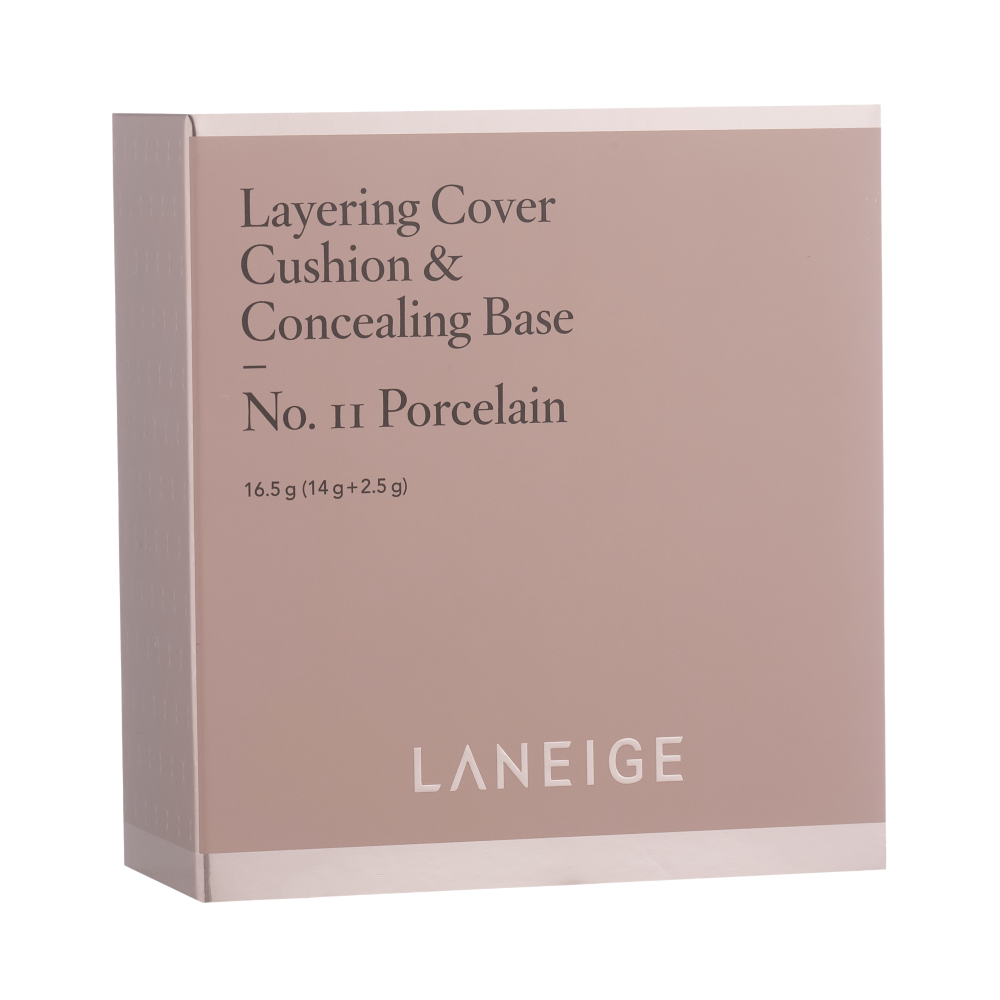 Layering Cover
Cushion &
Concealing Base
–
No. 11 Porcelain
16.5 g (14 g+2.5 g)
LANEIGE